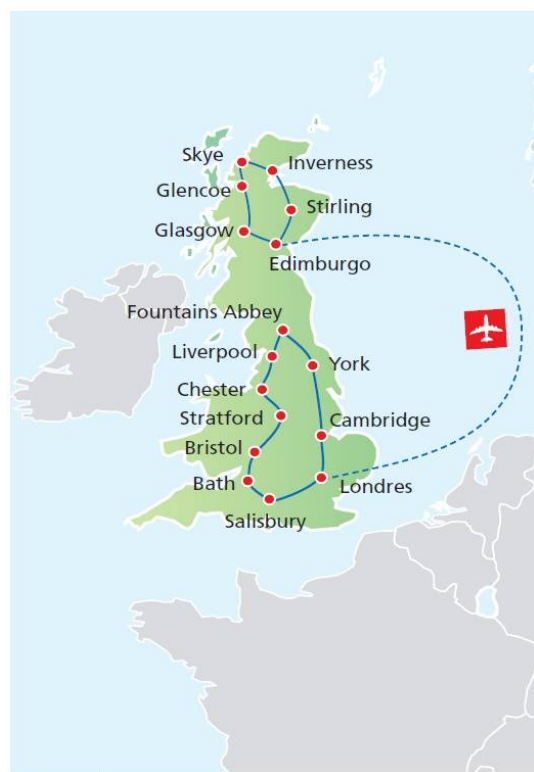 Skye
Inverness
Glencoe
Stirling
Glasgow
Edimburgo
Fountains Abbey
Liverpool
York
Chester
Stratford
Cambridge
Bristol
Bath
Londres
Salisbury